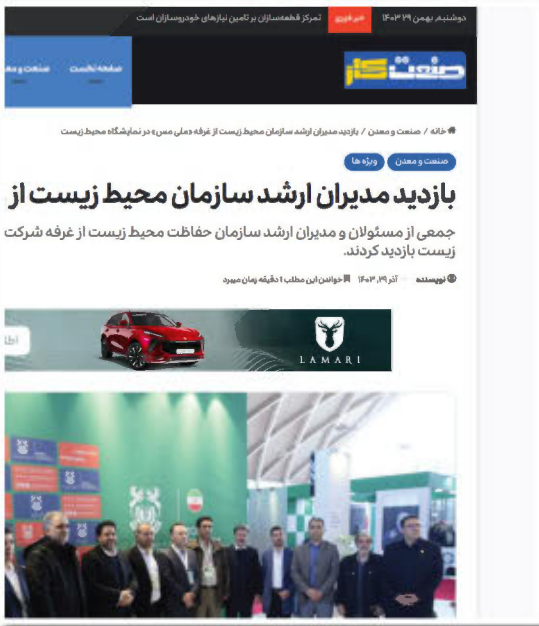 دوشنبه, بهمن ۲۹ ۱۴۰۳
خبر فوری
تمرکز قطعه‌سازان بر تامین نیازهای خودروسازان است
صنعت کار
صفحه نخست
صنعت و مع
خانه / صنعت و معدن / بازدید مدیران ارشد سازمان محیط زیست از غرفه «ملی مس» در نمایشگاه محیط زیست
صنعت و معدن
ویژه ها
بازدید مدیران ارشد سازمان محیط زیست از
جمعی از مسئولان و مدیران ارشد سازمان حفاظت محیط زیست از غرفه شرکت
زیست بازدید کردند.
نویسنده آذر ۲۹, ۱۴۰۳ خواندن این مطلب ۱ دقیقه زمان میبرد
LAMARI
اطلا